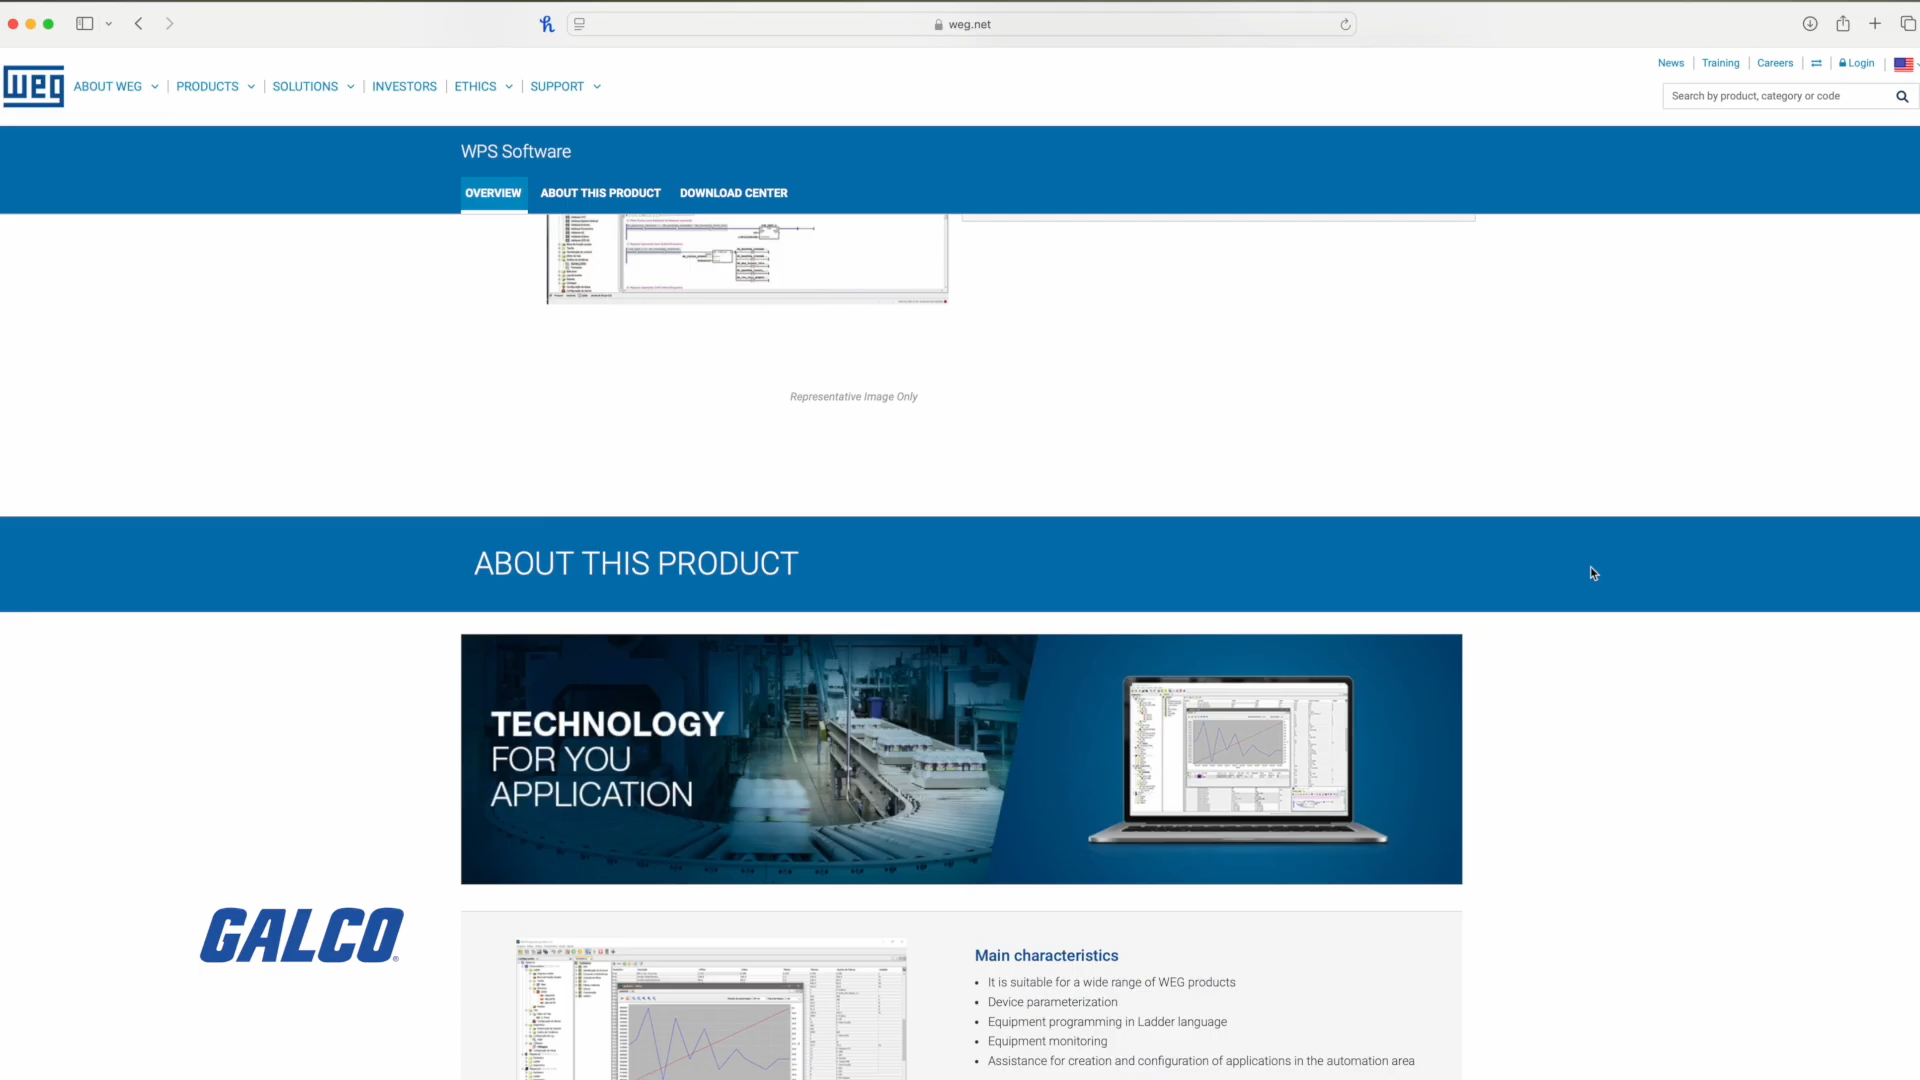 weg.net
News
Training
Careers
Login
weg
ABOUT WEG
PRODUCTS
SOLUTIONS
INVESTORS
ETHICS
SUPPORT
Search by product, category or code
WPS Software
OVERVIEW
ABOUT THIS PRODUCT
DOWNLOAD CENTER
Representative Image Only
ABOUT THIS PRODUCT
TECHNOLOGY
FOR YOU
APPLICATION
GALCO®
Main characteristics
• It is suitable for a wide range of WEG products
• Device parameterization
• Equipment programming in Ladder language
• Equipment monitoring
• Assistance for creation and configuration of applications in the automation area